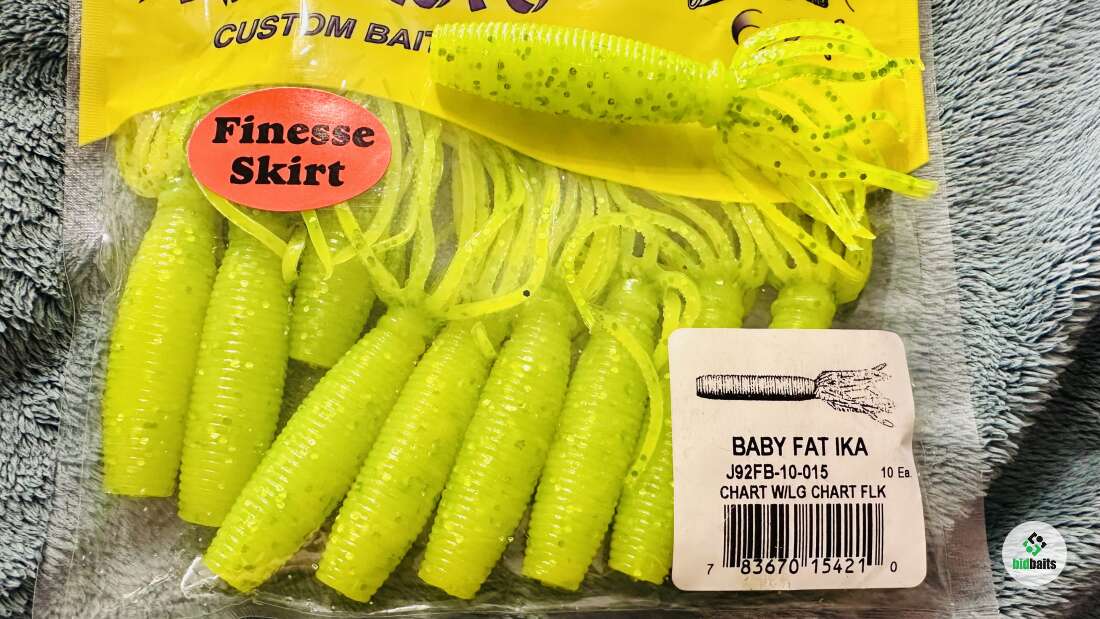 CUSTOM BAIT
Finesse
Skirt
BABY FAT IKA
J92FB-10-015 10 Ea.
CHART W/LG CHART FLK
7 83670 15421 0
bidbaits